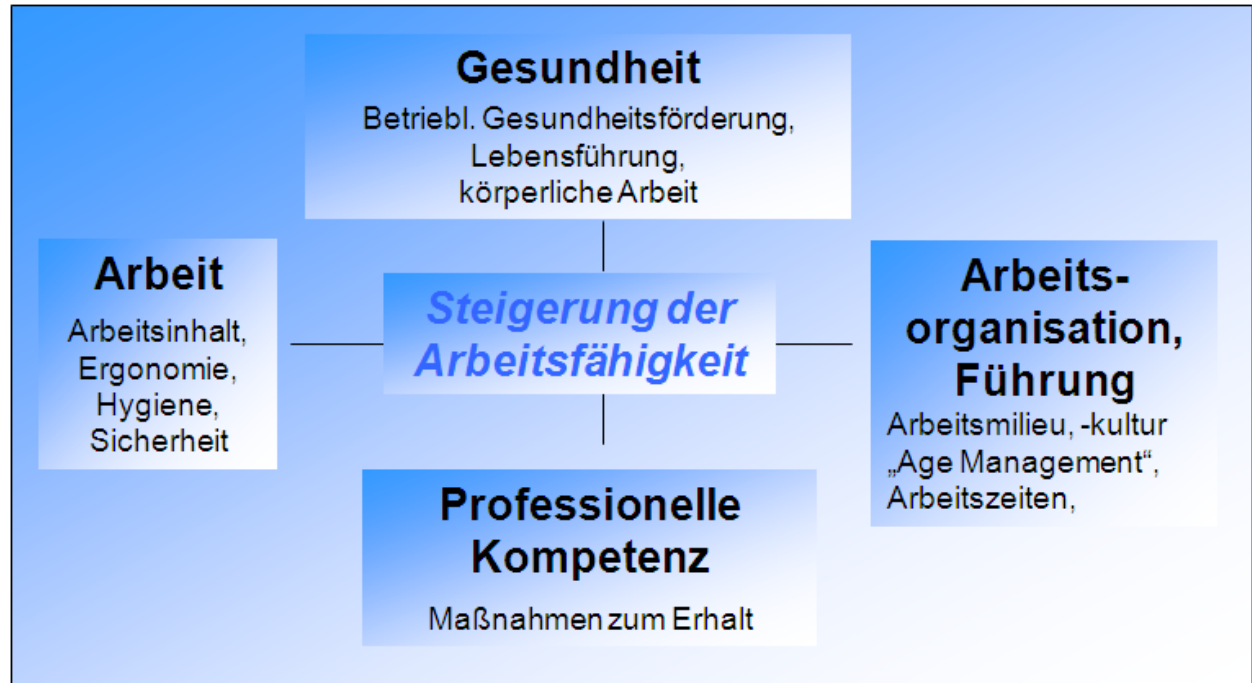 Gesundheit
Betriebl. Gesundheitsförderung,
Lebensführung,
körperliche Arbeit
Arbeit
Arbeitsinhalt,
Ergonomie,
Hygiene,
Sicherheit
Steigerung der
Arbeitsfähigkeit
Arbeits-
organisation,
Führung
Arbeitsmilieu, -kultur
„Age Management“,
Arbeitszeiten,
Professionelle
Kompetenz
Maßnahmen zum Erhalt